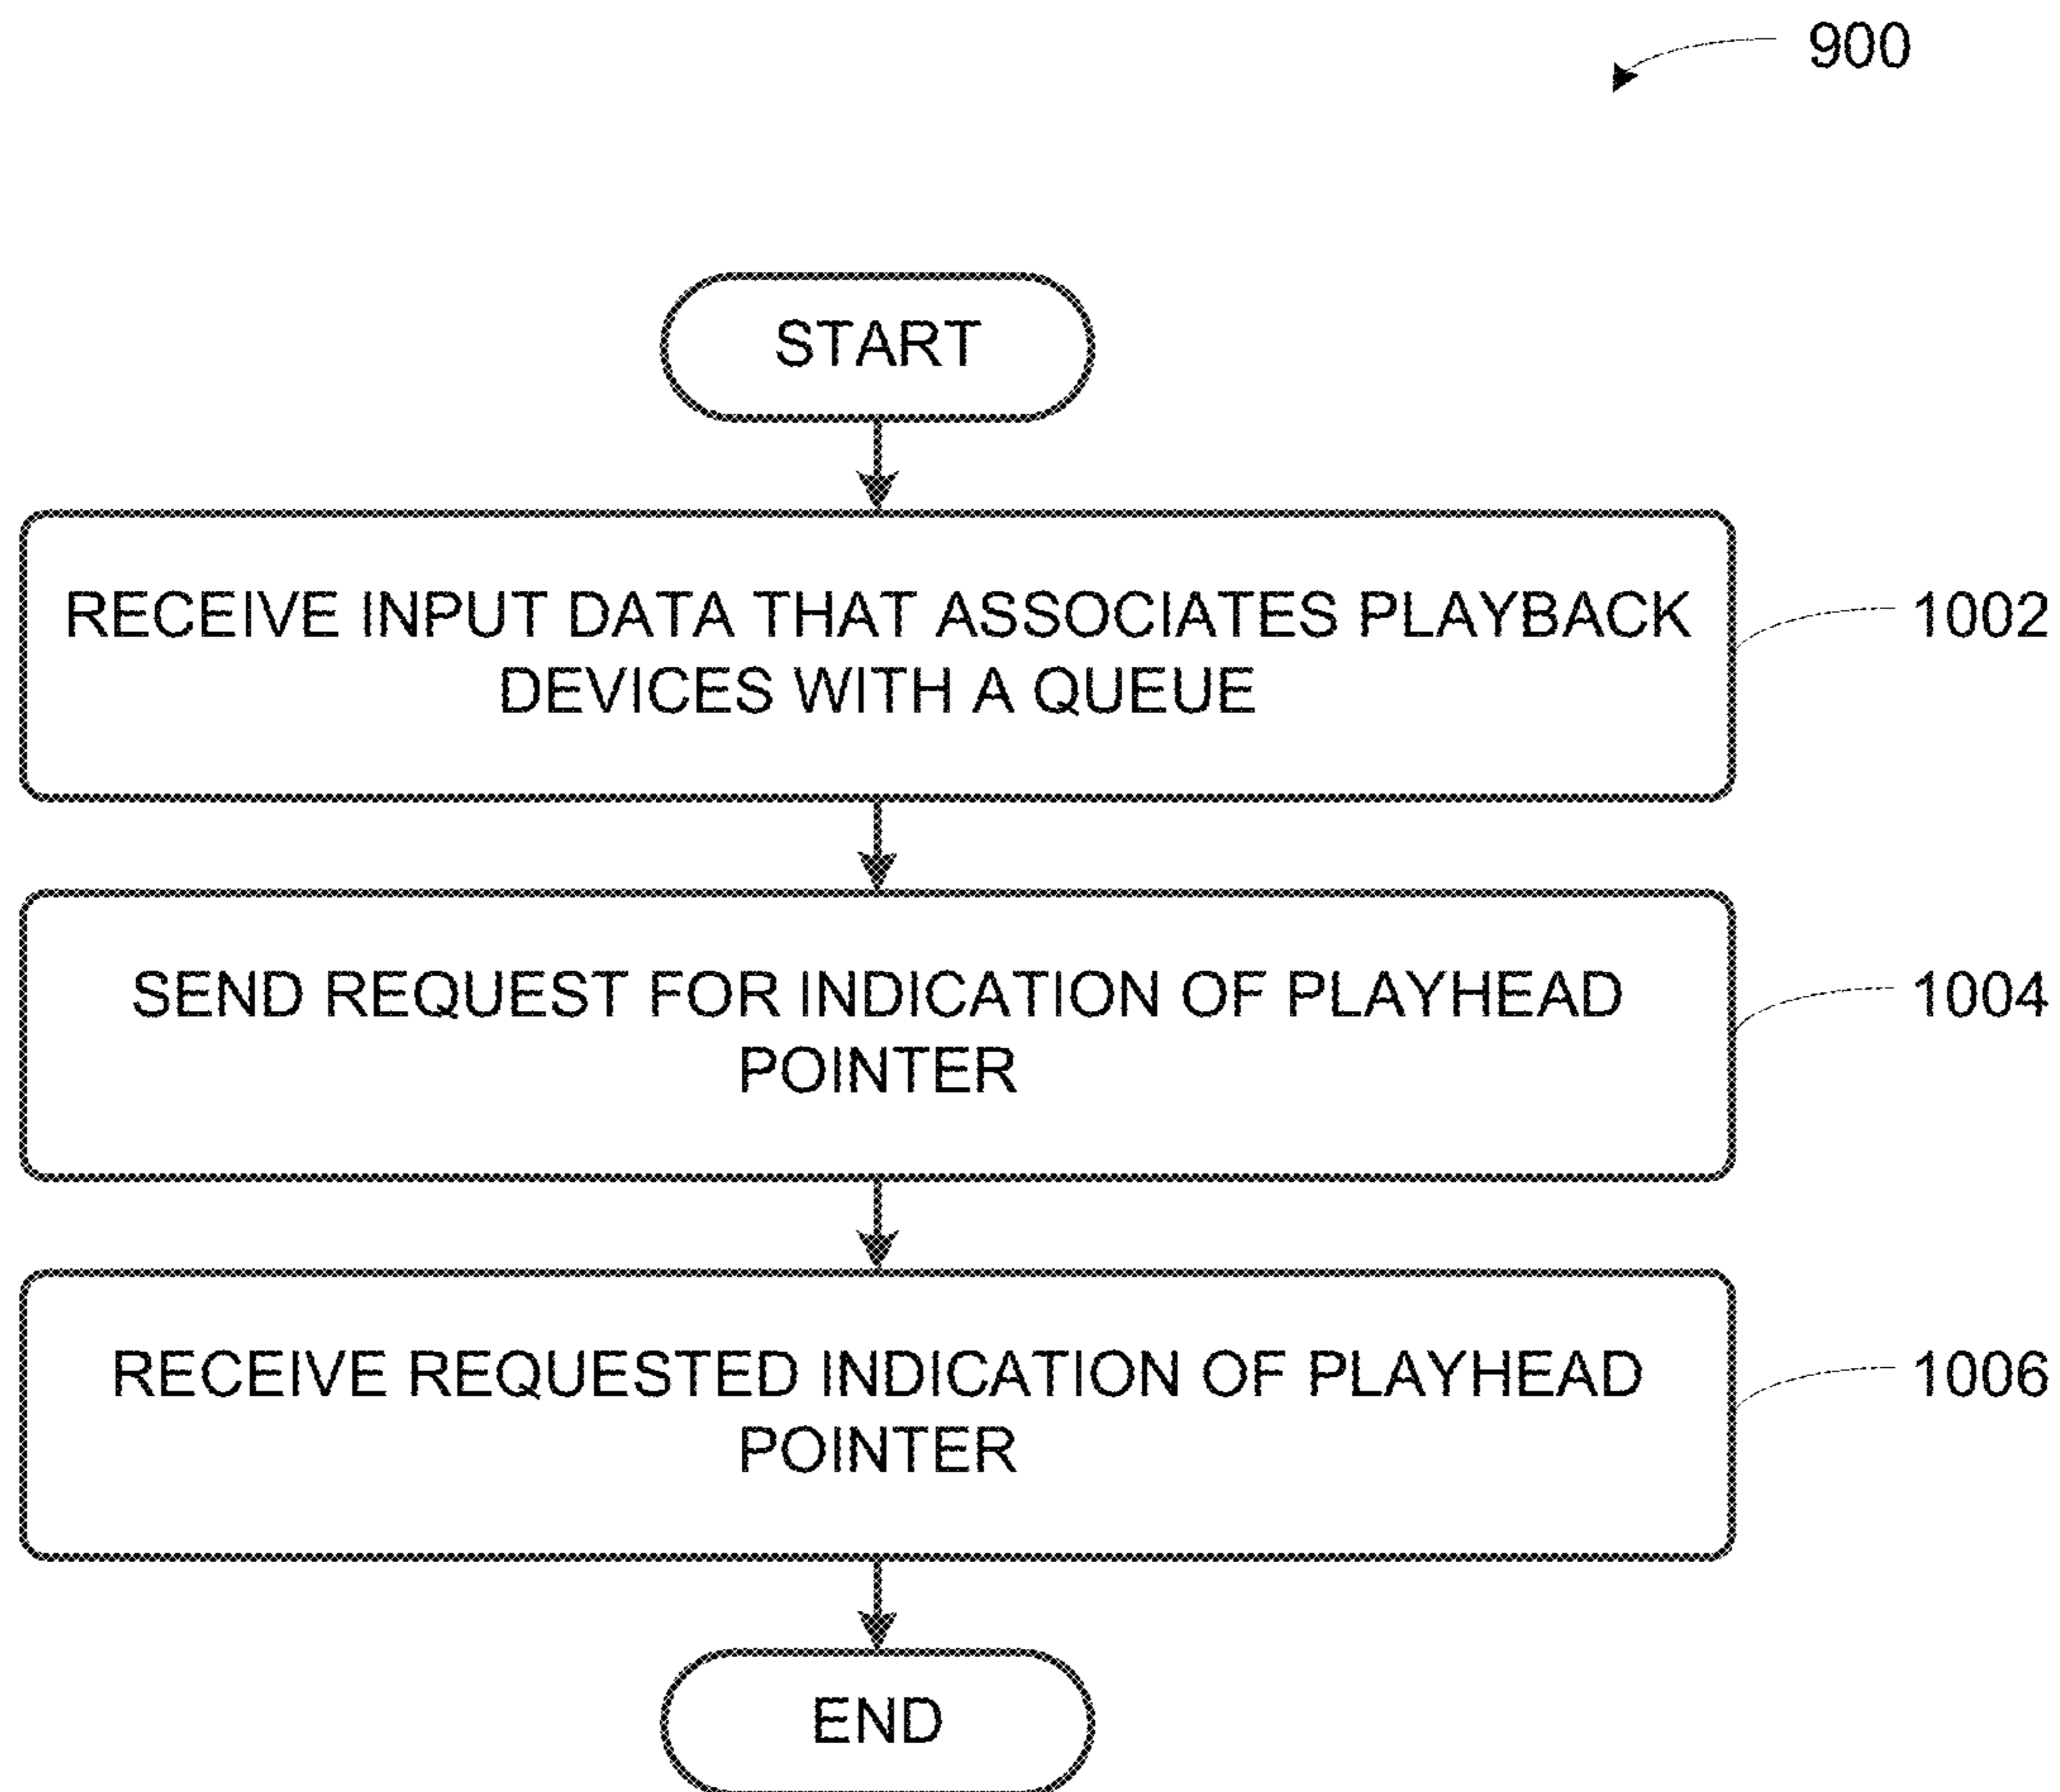 900
START
RECEIVE INPUT DATA THAT ASSOCIATES PLAYBACK
DEVICES WITH A QUEUE
1002
SEND REQUEST FOR INDICATION OF PLAYHEAD
POINTER
1004
RECEIVE REQUESTED INDICATION OF PLAYHEAD
POINTER
1006
END